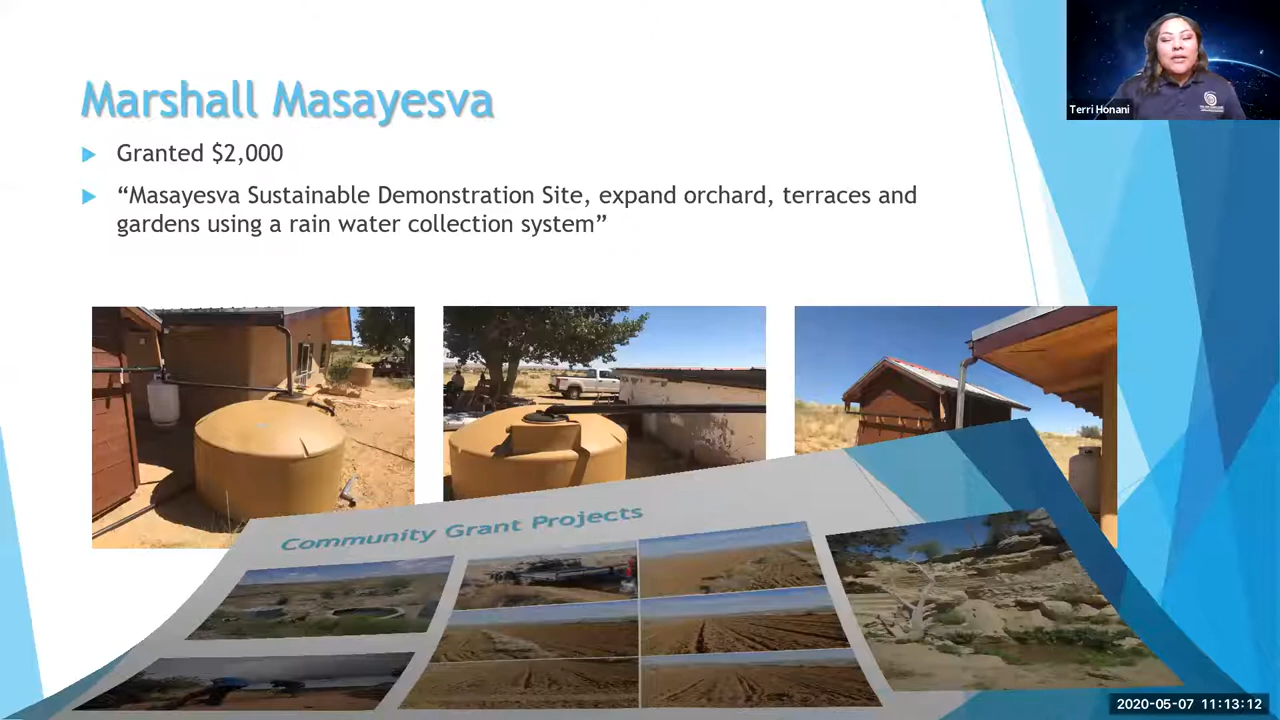 Marshall Masayesva
Granted $2,000
“Masayesva Sustainable Demonstration Site, expand orchard, terraces and
gardens using a rain water collection system”
Terri Honani
Community Grant Projects
2020-05-07 11:13:12